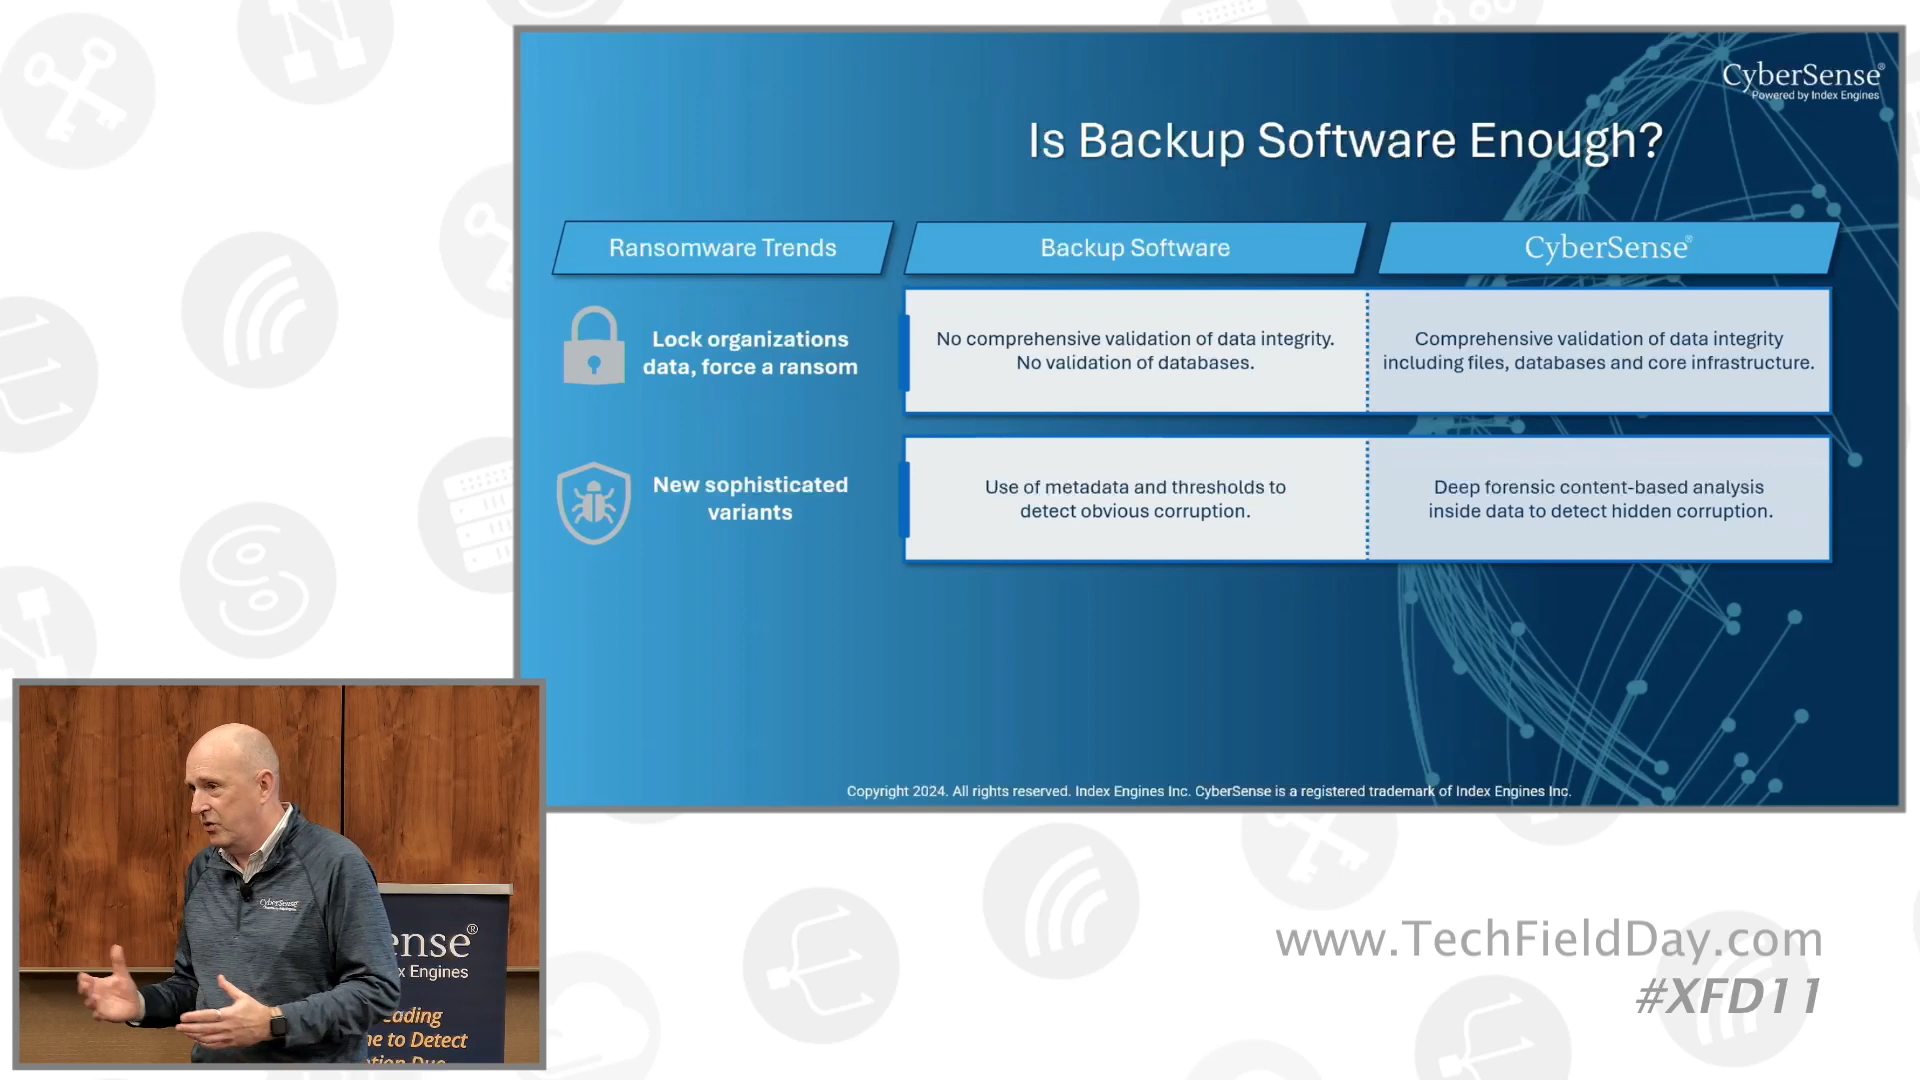 CyberSense®
Powered by Index Engines
Is Backup Software Enough?
Ransomware Trends
Backup Software
CyberSense®
Lock organizations
data, force a ransom
No comprehensive validation of data integrity.
No validation of databases.
Comprehensive validation of data integrity
including files, databases and core infrastructure.
New sophisticated
variants
Use of metadata and thresholds to
detect obvious corruption.
Deep forensic content-based analysis
inside data to detect hidden corruption.
Copyright 2024. All rights reserved. Index Engines Inc. CyberSense is a registered trademark of Index Engines Inc.
CyberSense
ense®
x Engines
eading
ne to Detect
www.TechFieldDay.com
#XFD11